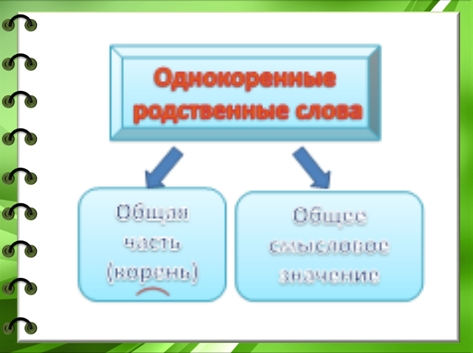 Однокоренные
родственные слова
Общая
часть
(корень)
Общее
смысловое
значение